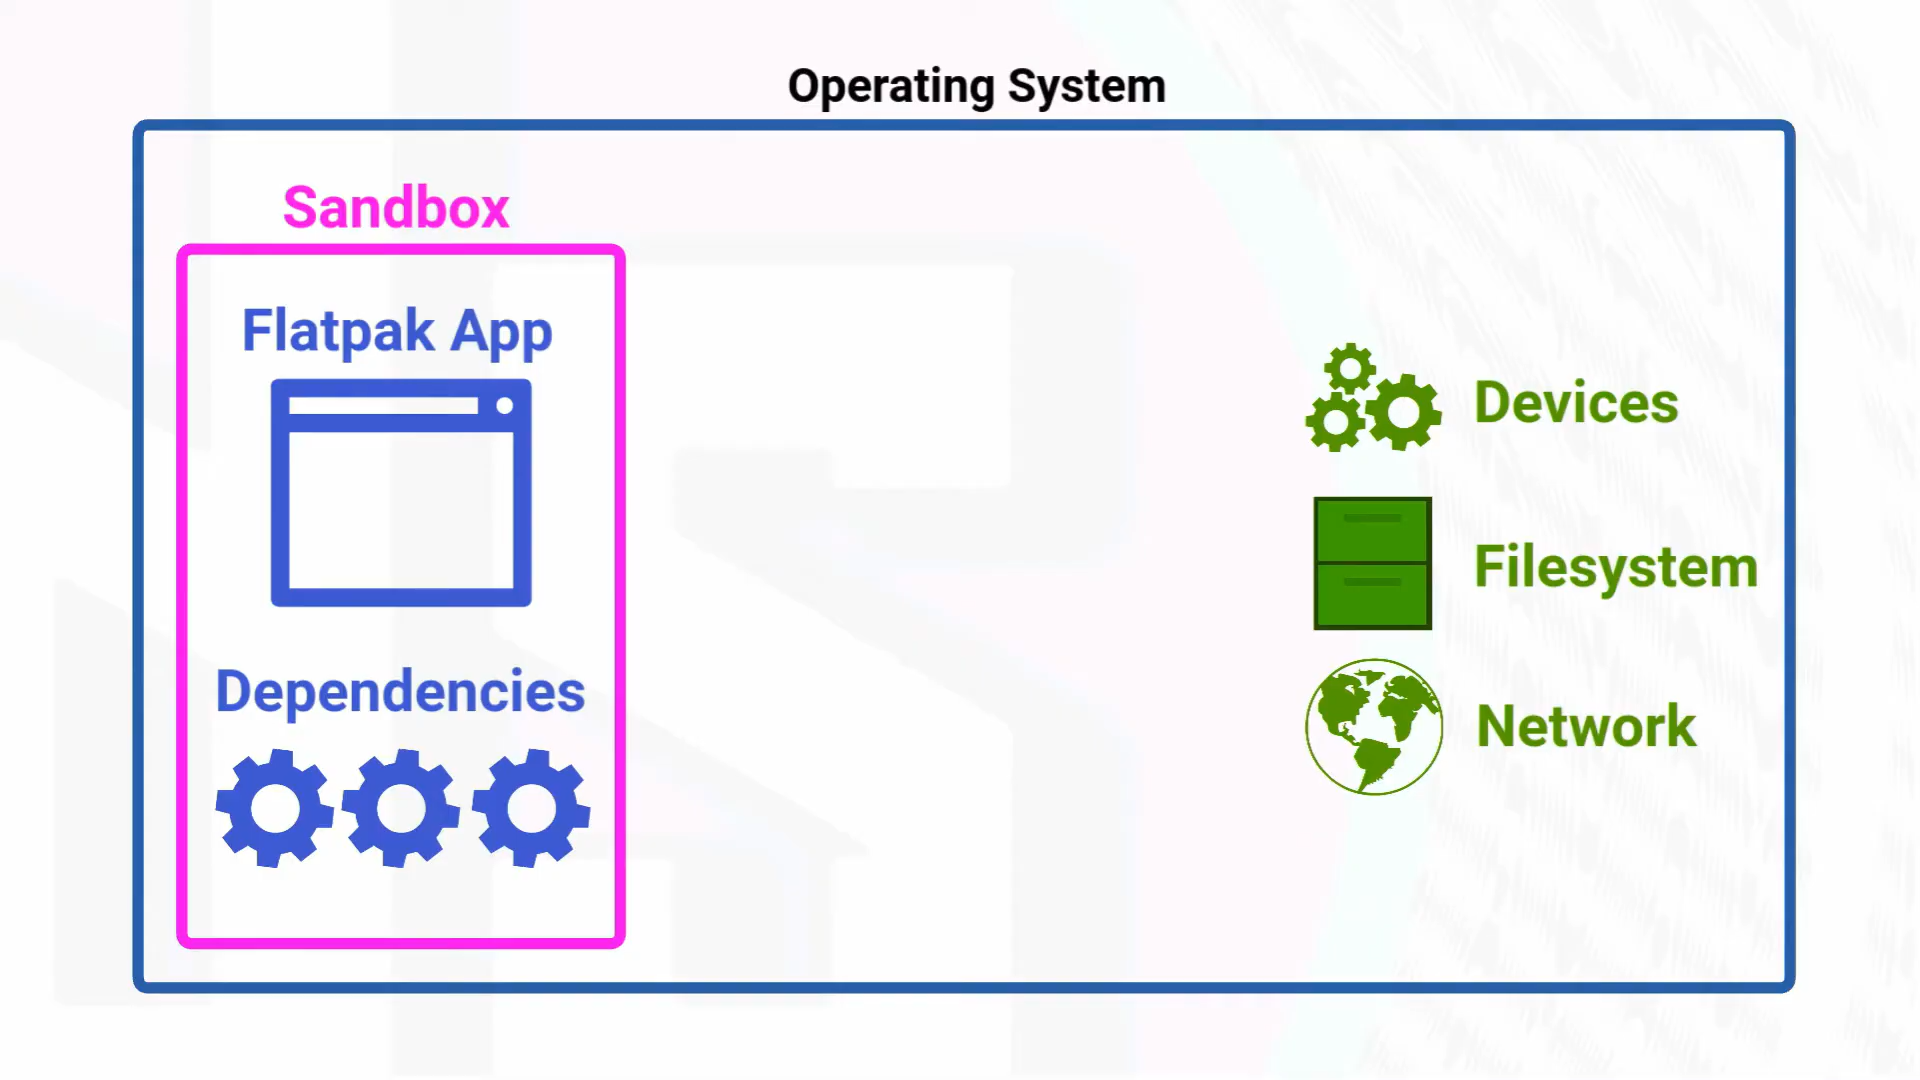 Operating System
Sandbox
Flatpak App
Dependencies
Devices
Filesystem
Network